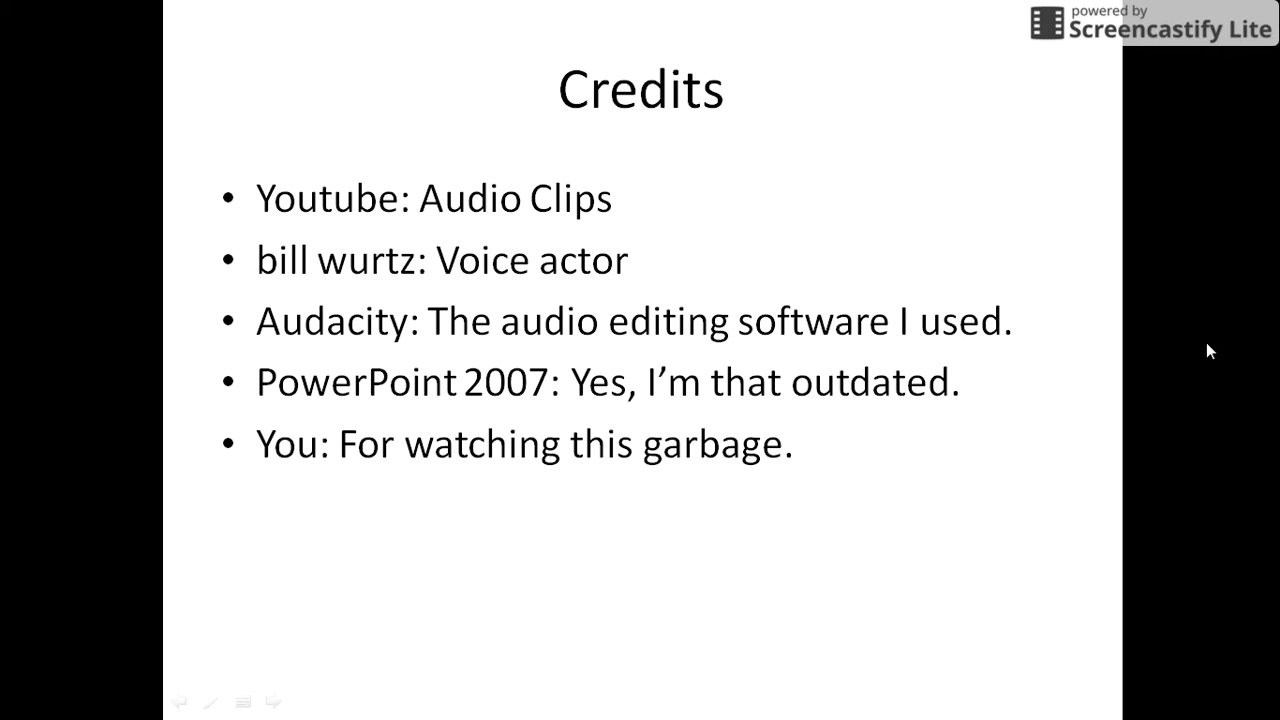 powered by
Screencastify Lite
Credits
• Youtube: Audio Clips
• bill wurtz: Voice actor
• Audacity: The audio editing software I used.
• PowerPoint 2007: Yes, I’m that outdated.
• You: For watching this garbage.